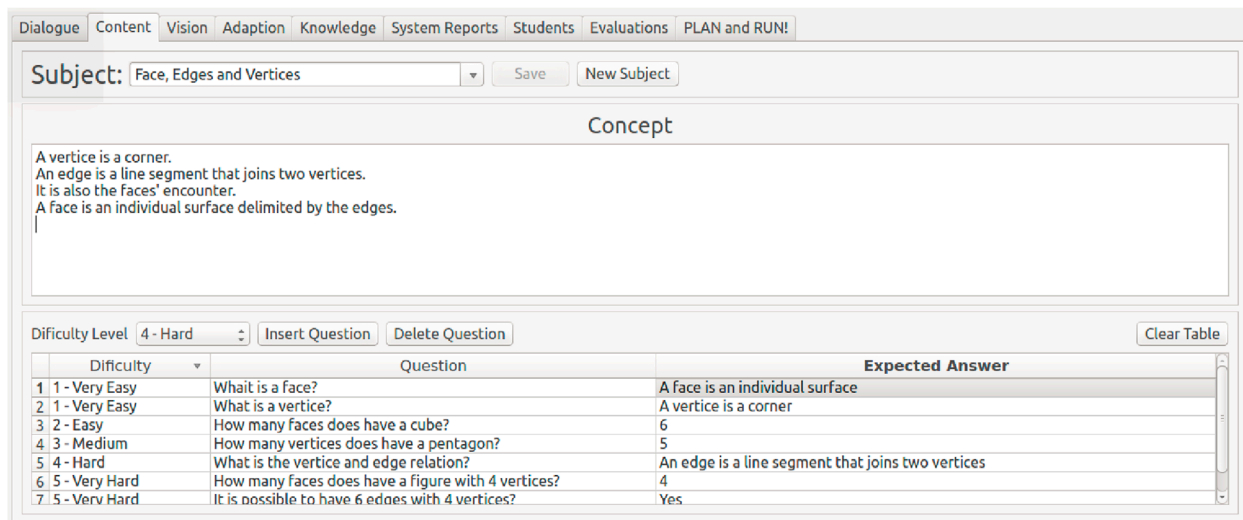 Dialogue Content Vision Adaption Knowledge System Reports Students Evaluations PLAN and RUN!
Subject: Face, Edges and Vertices Save New Subject
Concept
A vertice is a corner.
An edge is a line segment that joins two vertices.
It is also the faces' encounter.
A face is an individual surface delimited by the edges.
Dificulty Level 4 - Hard Insert Question Delete Question Clear Table
Dificulty Question Expected Answer
1 1 - Very Easy Whait is a face? A face is an individual surface
2 1 - Very Easy What is a vertice? A vertice is a corner
3 2 - Easy How many faces does have a cube? 6
4 3 - Medium How many vertices does have a pentagon? 5
5 4 - Hard What is the vertice and edge relation? An edge is a line segment that joins two vertices
6 5 - Very Hard How many faces does have a figure with 4 vertices? 4
7 5 - Very Hard It is possible to have 6 edges with 4 vertices? Yes